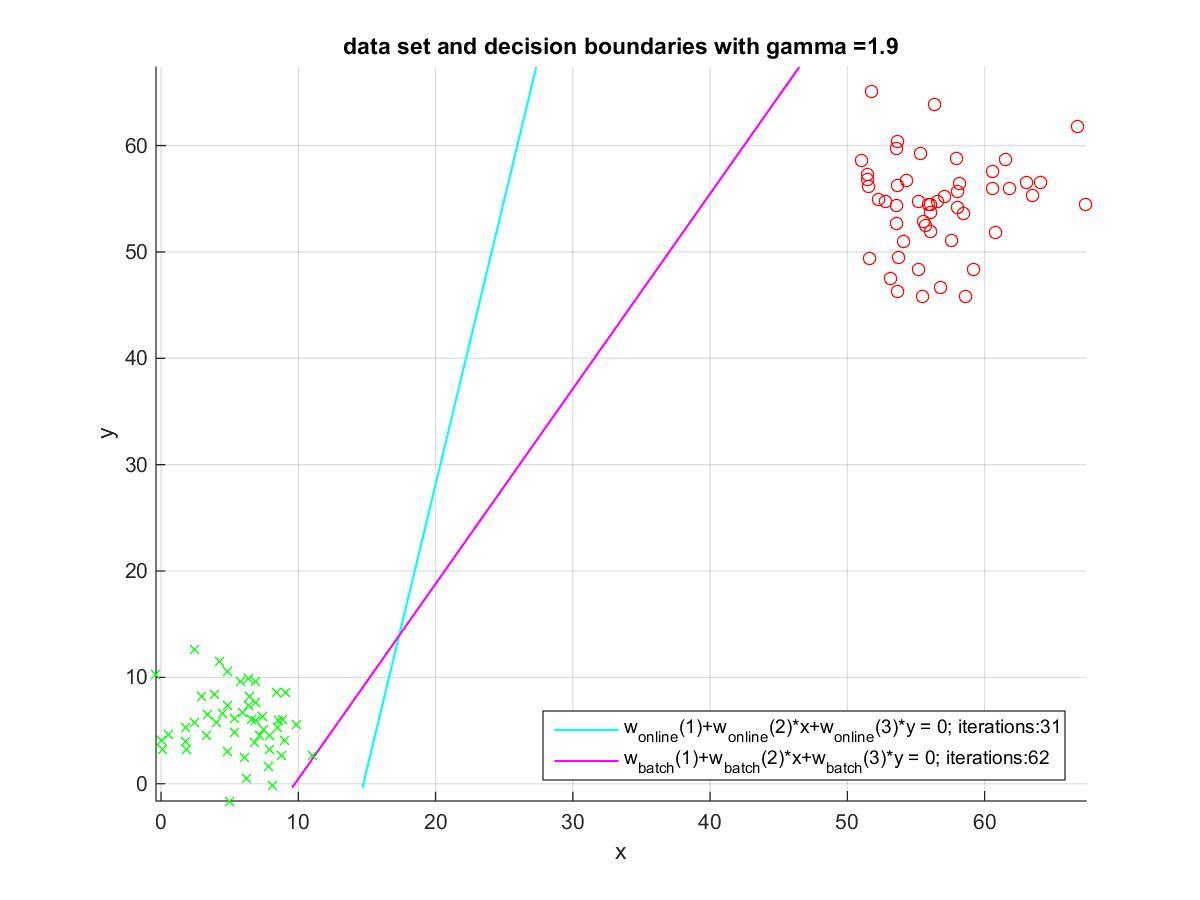 data set and decision boundaries with gamma =1.9
60
50
40
30
20
10
0
y
w_online(1)+w_online(2)*x+w_online(3)*y = 0; iterations:31
w_batch(1)+w_batch(2)*x+w_batch(3)*y = 0; iterations:62
0 10 20 30 40 50 60
x